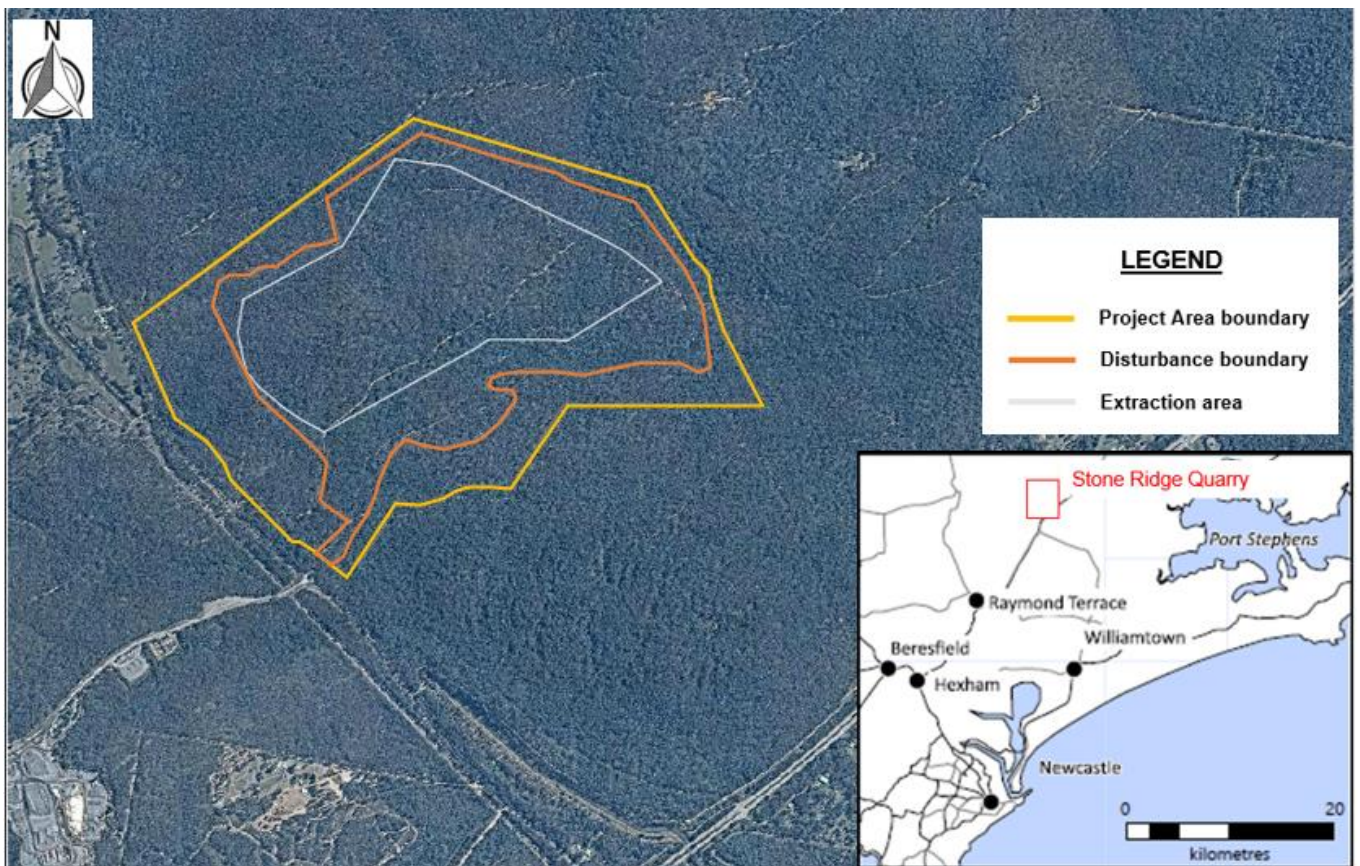 N
LEGEND
Project Area boundary
Disturbance boundary
Extraction area
Stone Ridge Quarry
Port Stephens
Raymond Terrace
Williamtown
Beresfield
Hexham
Newcastle
0 20
kilometres